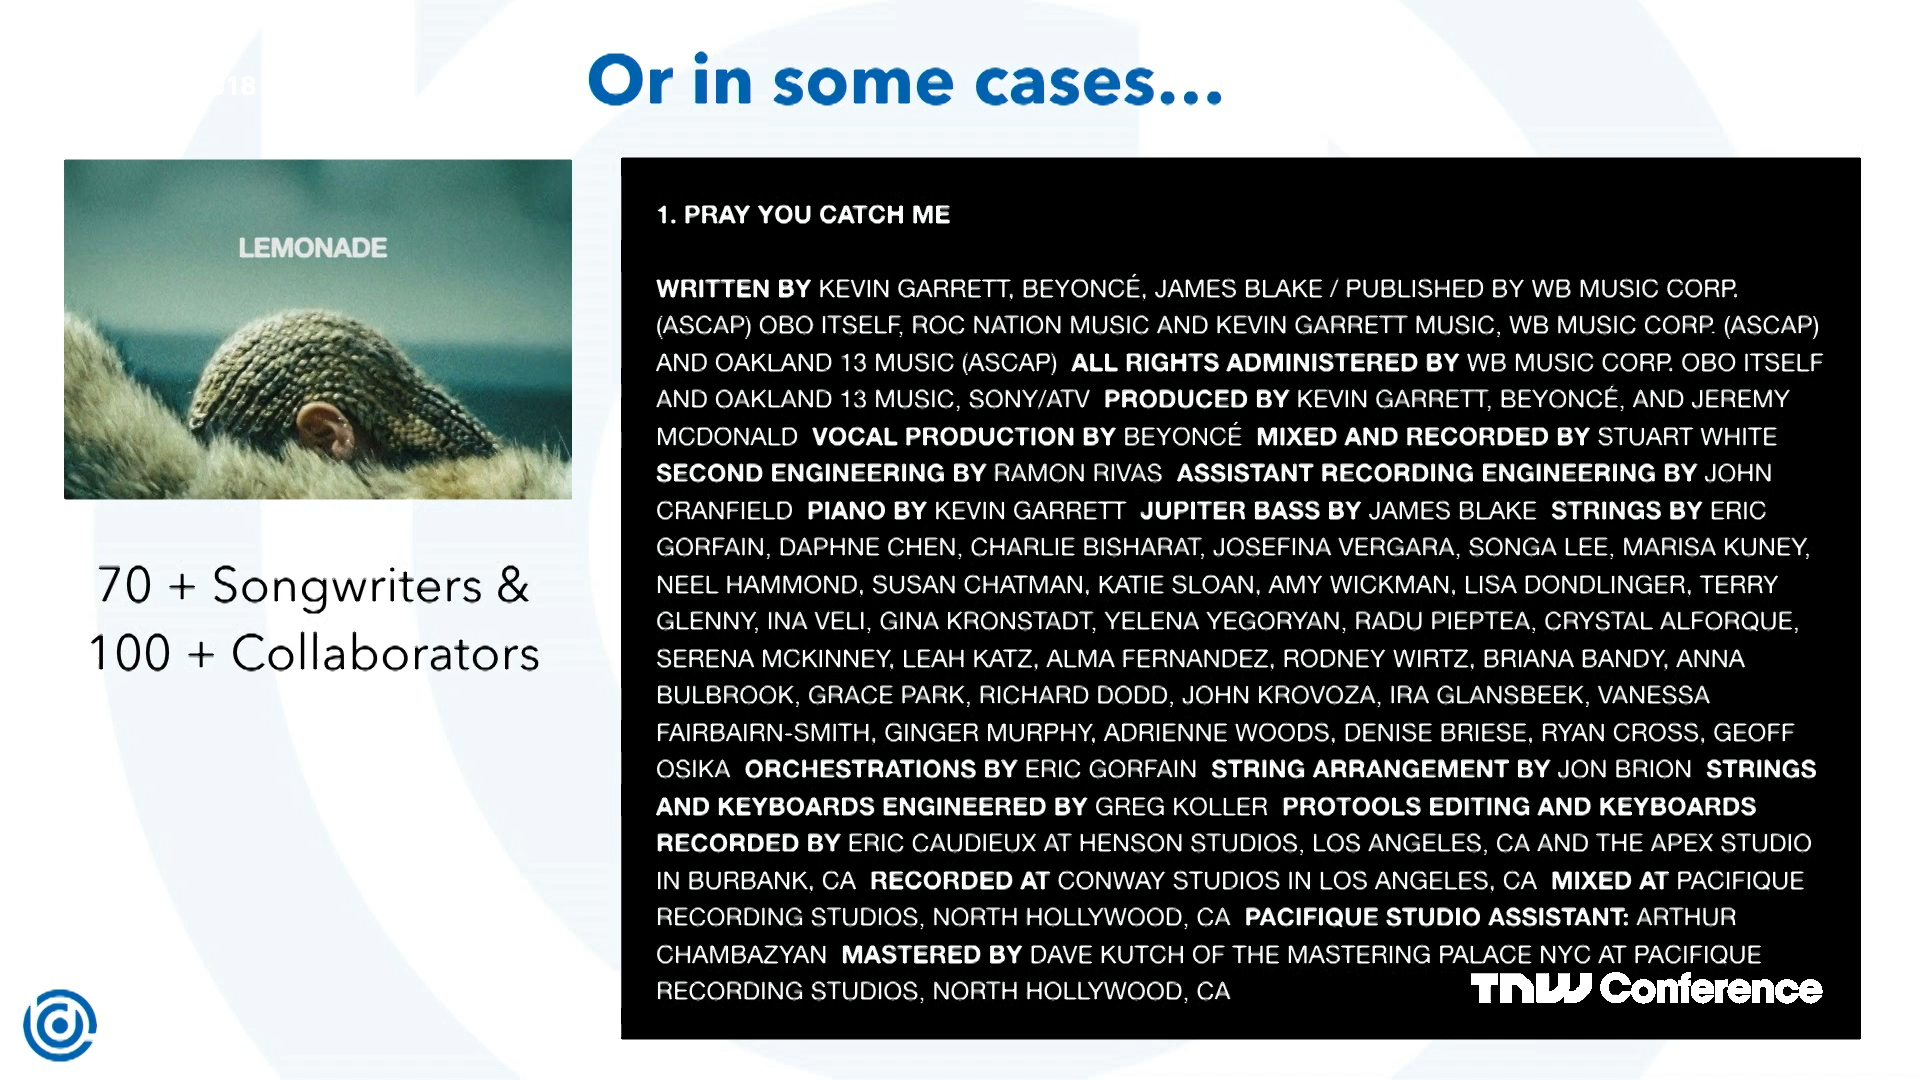 18
Or in some cases...
LEMONADE
70 + Songwriters &
100 + Collaborators
1. PRAY YOU CATCH ME
WRITTEN BY KEVIN GARRETT, BEYONCÉ, JAMES BLAKE / PUBLISHED BY WB MUSIC CORP.
(ASCAP) OBO ITSELF, ROC NATION MUSIC AND KEVIN GARRETT MUSIC, WB MUSIC CORP. (ASCAP)
AND OAKLAND 13 MUSIC (ASCAP) ALL RIGHTS ADMINISTERED BY WB MUSIC CORP. OBO ITSELF
AND OAKLAND 13 MUSIC, SONY/ATV PRODUCED BY KEVIN GARRETT, BEYONCÉ, AND JEREMY
MCDONALD VOCAL PRODUCTION BY BEYONCÉ MIXED AND RECORDED BY STUART WHITE
SECOND ENGINEERING BY RAMON RIVAS ASSISTANT RECORDING ENGINEERING BY JOHN
CRANFIELD PIANO BY KEVIN GARRETT JUPITER BASS BY JAMES BLAKE STRINGS BY ERIC
GORFAIN, DAPHNE CHEN, CHARLIE BISHARAT, JOSEFINA VERGARA, SONGA LEE, MARISA KUNEY,
NEEL HAMMOND, SUSAN CHATMAN, KATIE SLOAN, AMY WICKMAN, LISA DONDLINGER, TERRY
GLENNY, INA VELI, GINA KRONSTADT, YELENA YEGORYAN, RADU PIEPTEA, CRYSTAL ALFORQUE,
SERENA MCKINNEY, LEAH KATZ, ALMA FERNANDEZ, RODNEY WIRTZ, BRIANA BANDY, ANNA
BULBROOK, GRACE PARK, RICHARD DODD, JOHN KROVOZA, IRA GLANSBEEK, VANESSA
FAIRBAIRN-SMITH, GINGER MURPHY, ADRIENNE WOODS, DENISE BRIESE, RYAN CROSS, GEOFF
OSIKA ORCHESTRATIONS BY ERIC GORFAIN STRING ARRANGEMENT BY JON BRION STRINGS
AND KEYBOARDS ENGINEERED BY GREG KOLLER PROTOOLS EDITING AND KEYBOARDS
RECORDED BY ERIC CAUDIEUX AT HENSON STUDIOS, LOS ANGELES, CA AND THE APEX STUDIO
IN BURBANK, CA RECORDED AT CONWAY STUDIOS IN LOS ANGELES, CA MIXED AT PACIFIQUE
RECORDING STUDIOS, NORTH HOLLYWOOD, CA PACIFIQUE STUDIO ASSISTANT: ARTHUR
CHAMBAZYAN MASTERED BY DAVE KUTCH OF THE MASTERING PALACE NYC AT PACIFIQUE
RECORDING STUDIOS, NORTH HOLLYWOOD, CA
TNW Conference
d